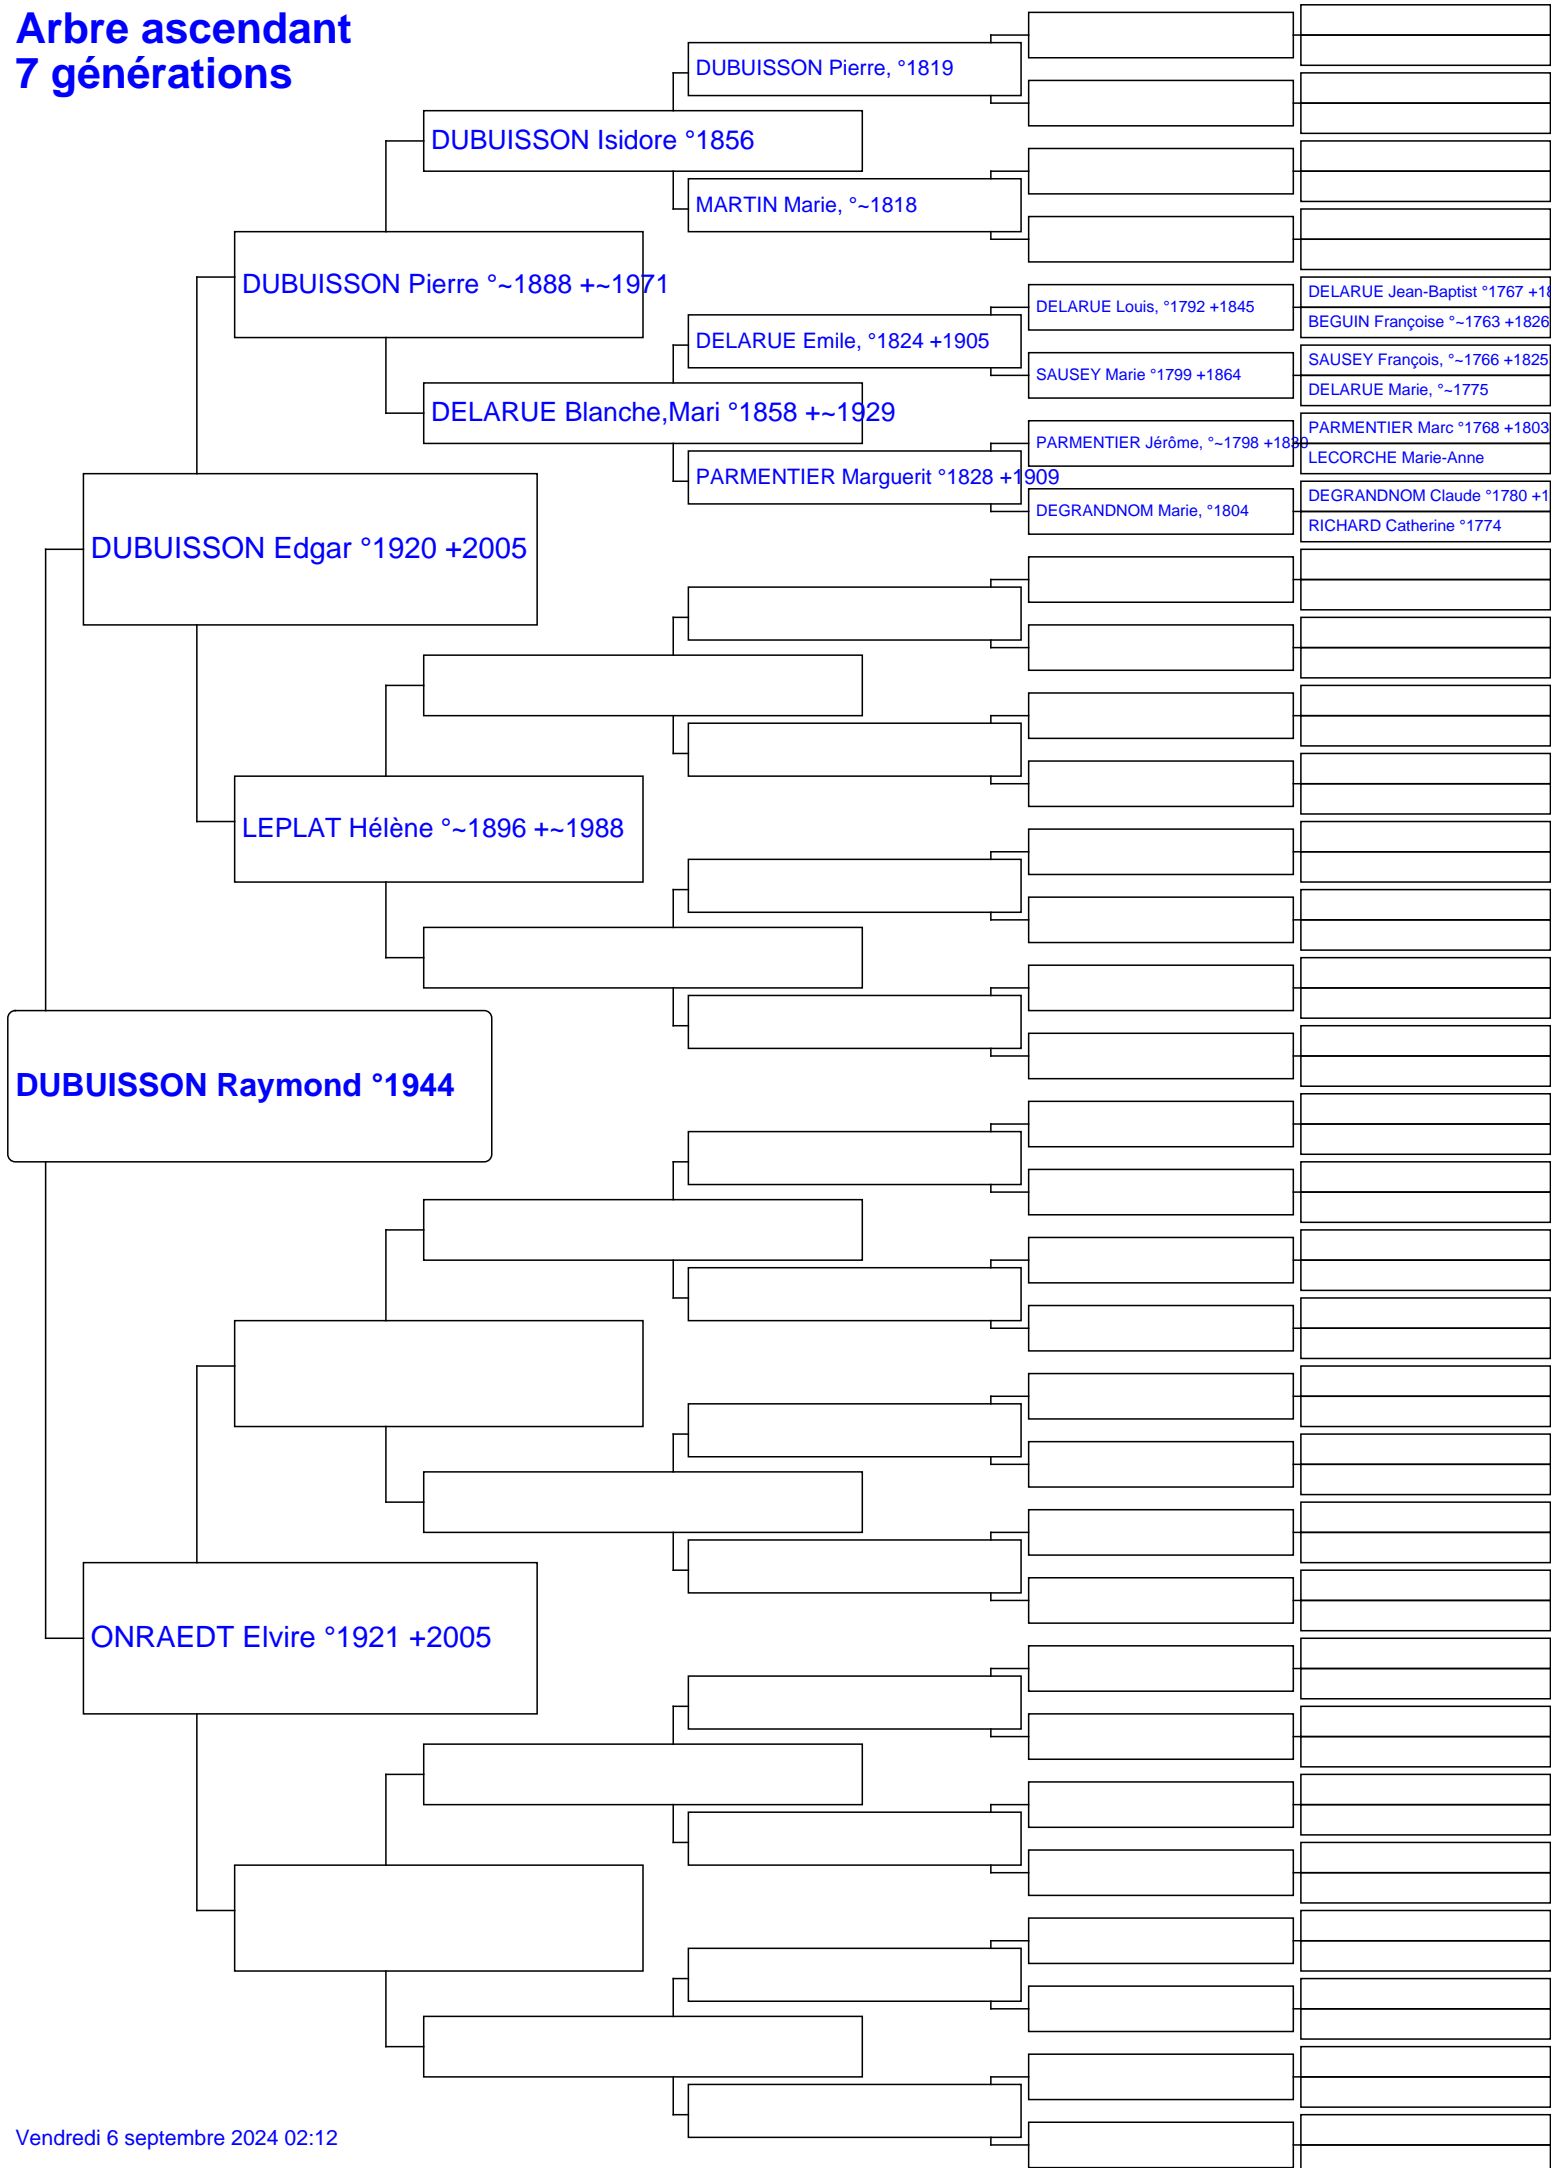 Arbre ascendant
7 générations
DUBUISSON Pierre, °1819
DUBUISSON Isidore °1856
MARTIN Marie, °~1818
DUBUISSON Pierre °~1888 +~1971
DELARUE Jean-Baptist °1767 +18
DELARUE Louis, °1792 +1845
BEGUIN Françoise °~1763 +1826
DELARUE Emile, °1824 +1905
SAUSEY François, °~1766 +1825
SAUSEY Marie °1799 +1864
DELARUE Marie, °~1775
DELARUE Blanche,Mari °1858 +~1929
PARMENTIER Marc °1768 +1803
PARMENTIER Jérôme, °~1798 +1839
LECORCHE Marie-Anne
PARMENTIER Marguerit °1828 +1909
DEGRANDNOM Claude °1780 +1
DEGRANDNOM Marie, °1804
RICHARD Catherine °1774
DUBUISSON Edgar °1920 +2005
LEPLAT Hélène °~1896 +~1988
DUBUISSON Raymond °1944
ONRAEDT Elvire °1921 +2005
Vendredi 6 septembre 2024 02:12